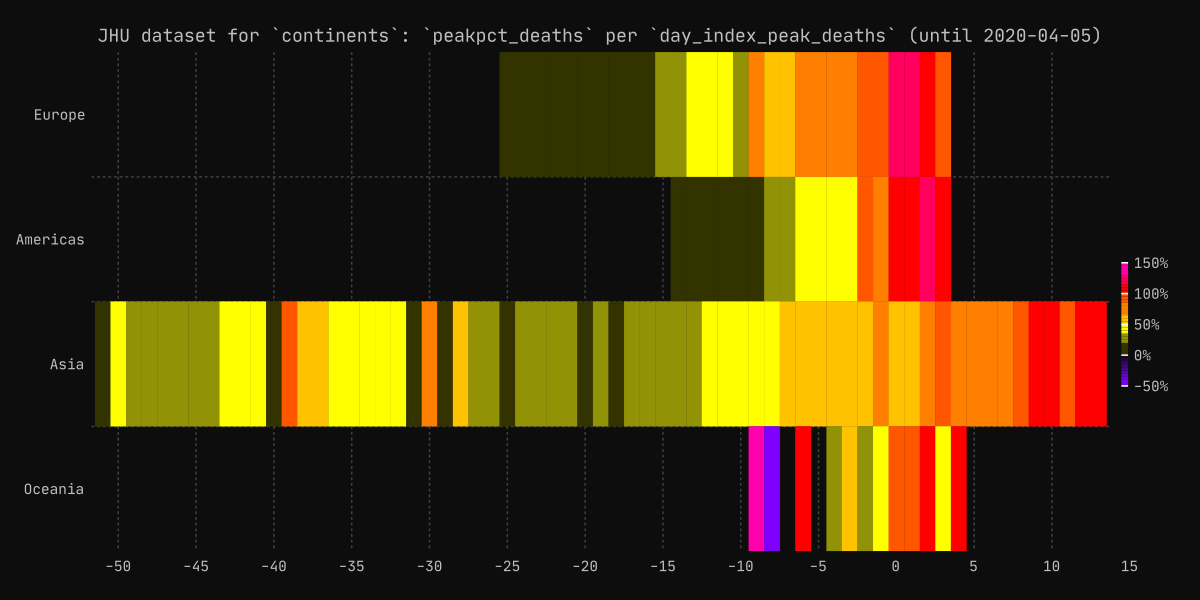 JHU dataset for `continents`: `peakpct_deaths` per `day_index_peak_deaths` (until 2020-04-05)
Europe
Americas
Asia
Oceania
150%
100%
50%
0%
-50%
-50 -45 -40 -35 -30 -25 -20 -15 -10 -5 0 5 10 15